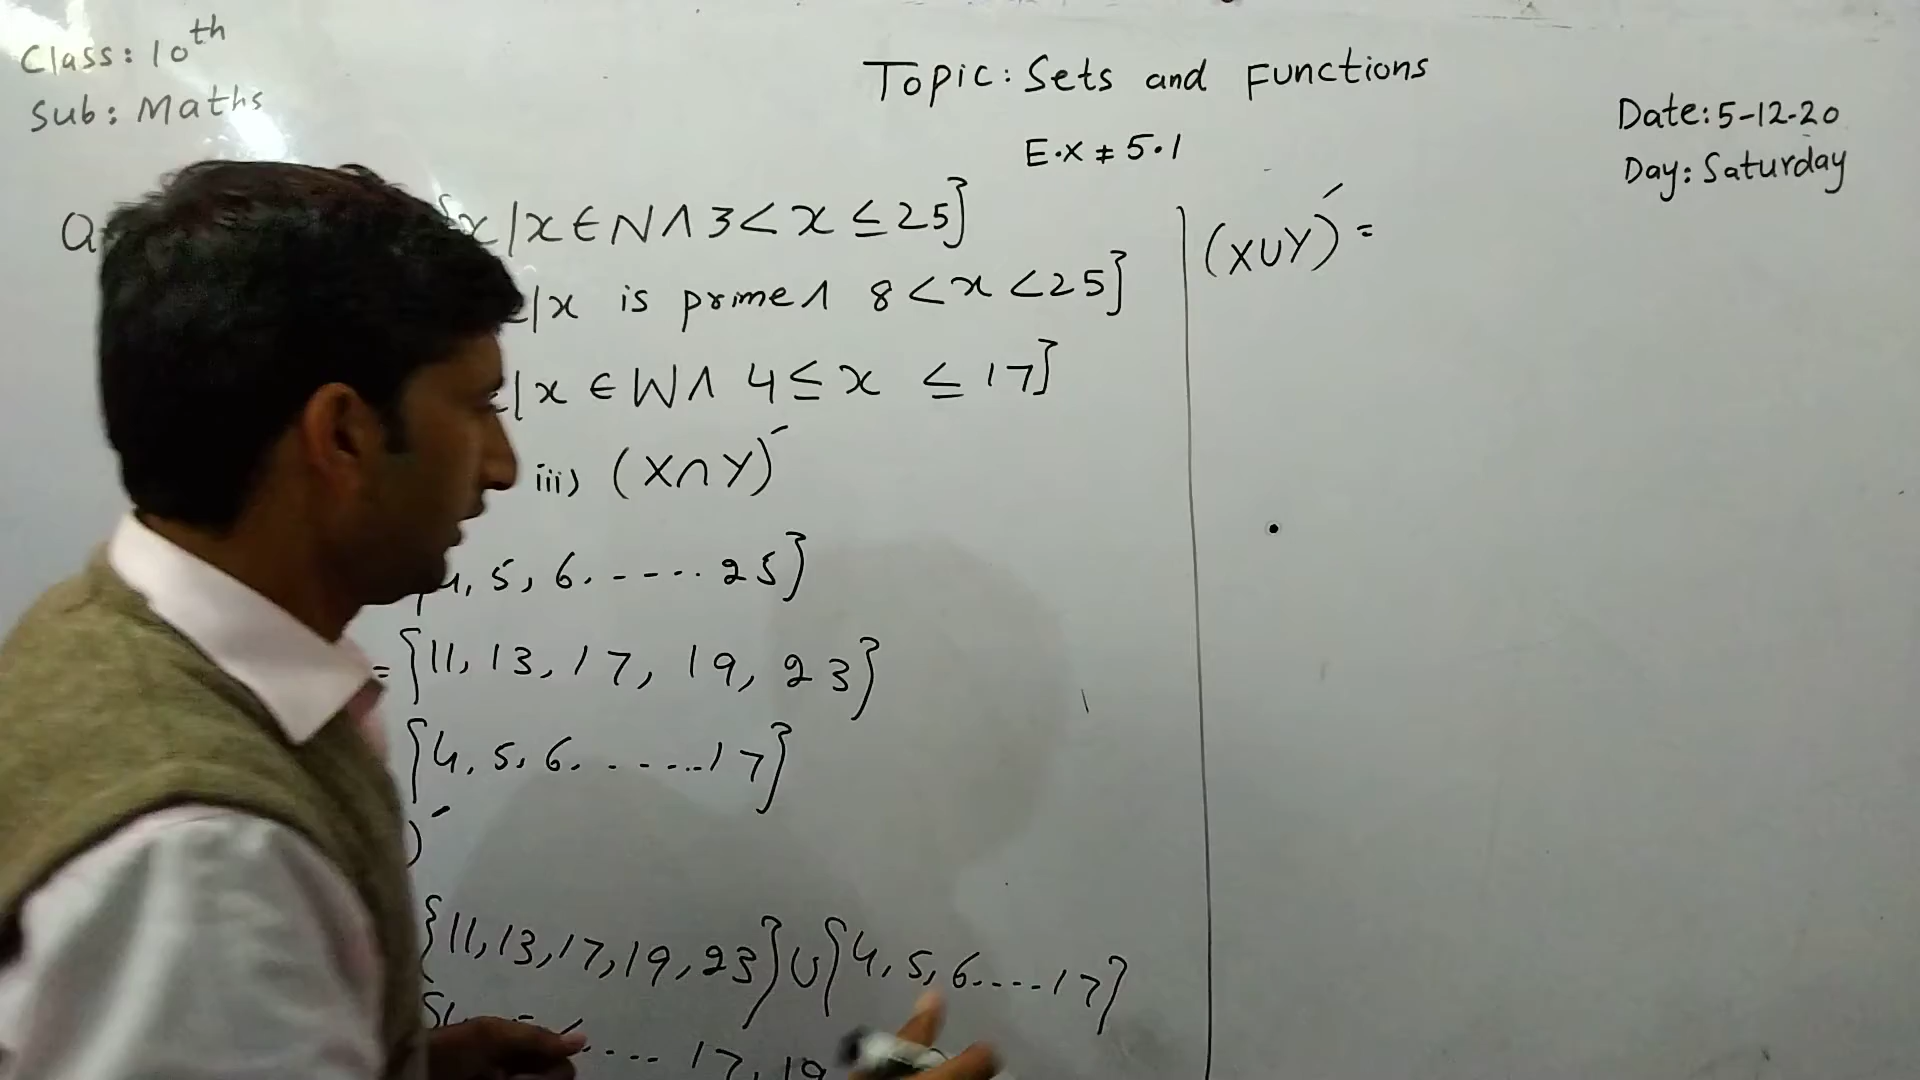 Class: 10th
Sub: Maths
Topic: Sets and Functions
E.X # 5.1
Date: 5-12-20
Day: Saturday
x/x ∈ N ∧ 3 < x ≤ 25}
/x is prime ∧ 8 < x < 25}
/x ∈ W ∧ 4 ≤ x ≤ 17}
iii) (X∩Y)′
4, 5, 6, ----- 25}
= {11, 13, 17, 19, 23}
{4, 5, 6. ------ 17}
)′
{11, 13, 17, 19, 23} ∪ {4, 5, 6.... 17}
---- 17, 19
(X∪Y)′ =